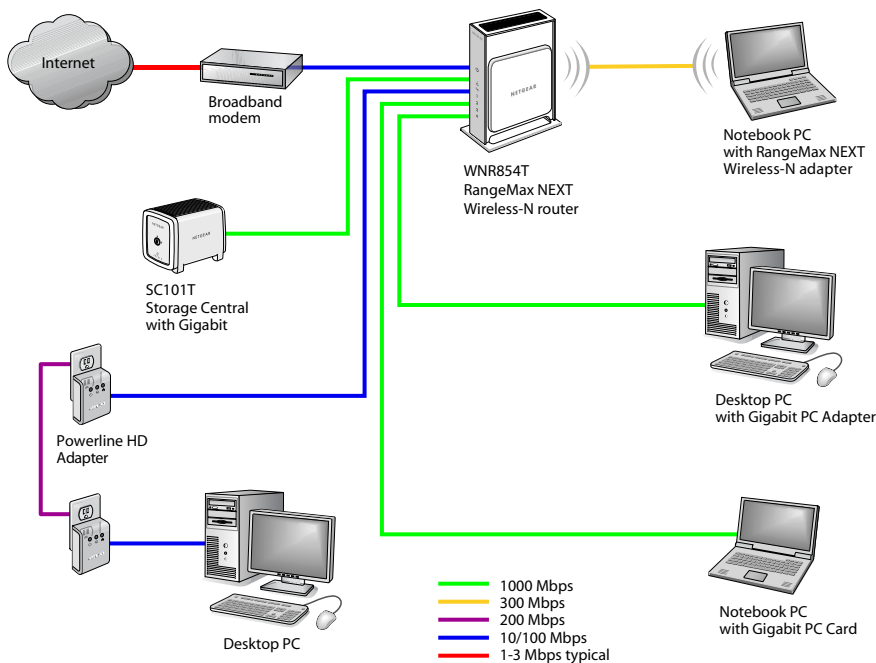 Internet
Broadband
modem
NETGEAR
WNR854T
RangeMax NEXT
Wireless-N router
Notebook PC
with RangeMax NEXT
Wireless-N adapter
NETGEAR
NETGEAR
SC101T
Storage Central
with Gigabit
Desktop PC
with Gigabit PC Adapter
Powerline HD
Adapter
Desktop PC
Notebook PC
with Gigabit PC Card
1000 Mbps
300 Mbps
200 Mbps
10/100 Mbps
1-3 Mbps typical